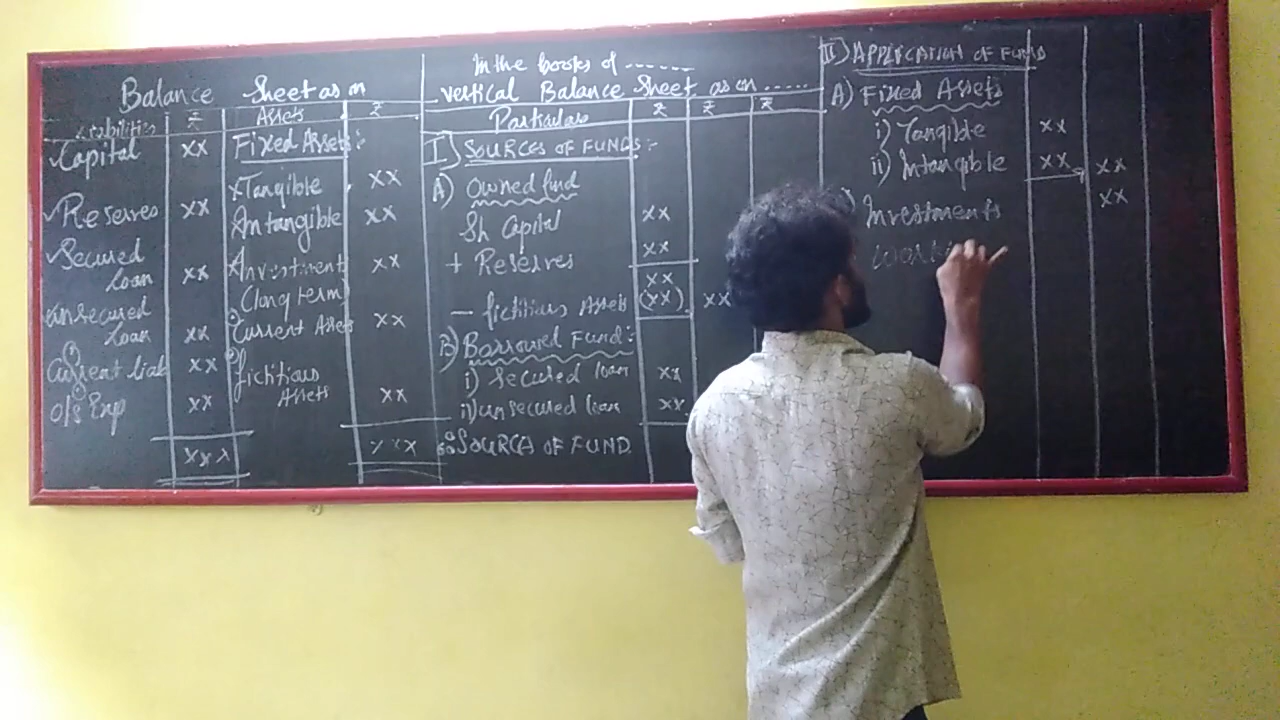 Balance Sheet as on
Liabilities ₹ Assets ₹
Capital XX Fixed Assets:-
Tangible XX
Reserves XX Intangible XX
Secured Loan XX Investment XX
(long term)
Unsecured Loan XX Current Assets XX
Current liab XX Fictitious Assets XX
O/s Exp XX
XXX XXX
In the books of ......
Vertical Balance Sheet as on .....
Particulars ₹ ₹ ₹
I) SOURCES OF FUNDS:-
A) Owned fund
Sh Capital XX
+ Reserves XX
XX
- fictitious Assets (XX) XX
B) Borrowed Fund:-
i) Secured loan XX
ii) unsecured loan XX
∴ SOURCES OF FUND
II) APPLICATION OF FUND
A) Fixed Assets
i) Tangible XX
ii) Intangible XX XX
) Investments XX